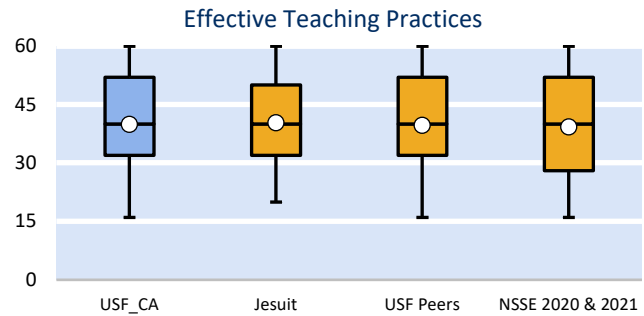 Effective Teaching Practices
60
45
30
15
0
USF_CA Jesuit USF Peers NSSE 2020 & 2021